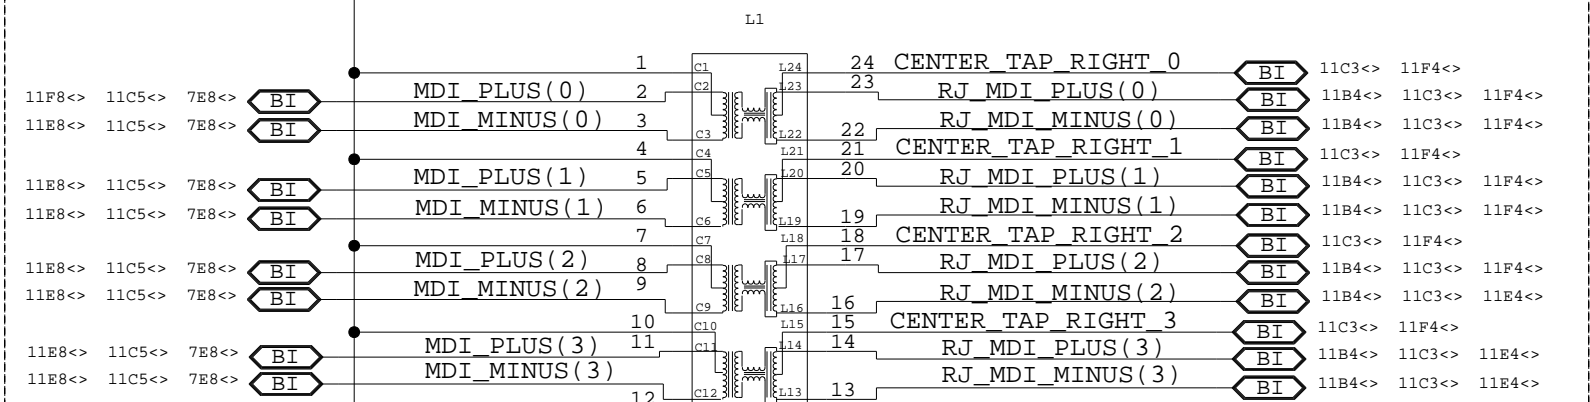 L1
1 C1 L24 24 CENTER_TAP_RIGHT_0 BI 11C3<> 11F4<>
11F8<> 11C5<> 7E8<> BI MDI_PLUS(0) 2 C2 L23 23 RJ_MDI_PLUS(0) BI 11B4<> 11C3<> 11F4<>
11E8<> 11C5<> 7E8<> BI MDI_MINUS(0) 3 C3 L22 22 RJ_MDI_MINUS(0) BI 11B4<> 11C3<> 11F4<>
4 C4 L21 21 CENTER_TAP_RIGHT_1 BI 11C3<> 11F4<>
11E8<> 11C5<> 7E8<> BI MDI_PLUS(1) 5 C5 L20 20 RJ_MDI_PLUS(1) BI 11B4<> 11C3<> 11F4<>
11E8<> 11C5<> 7E8<> BI MDI_MINUS(1) 6 C6 L19 19 RJ_MDI_MINUS(1) BI 11B4<> 11C3<> 11F4<>
7 C7 L18 18 CENTER_TAP_RIGHT_2 BI 11C3<> 11F4<>
11E8<> 11C5<> 7E8<> BI MDI_PLUS(2) 8 C8 L17 17 RJ_MDI_PLUS(2) BI 11B4<> 11C3<> 11F4<>
11E8<> 11C5<> 7E8<> BI MDI_MINUS(2) 9 C9 L16 16 RJ_MDI_MINUS(2) BI 11B4<> 11C3<> 11E4<>
10 C10 L15 15 CENTER_TAP_RIGHT_3 BI 11C3<> 11F4<>
11E8<> 11C5<> 7E8<> BI MDI_PLUS(3) 11 C11 L14 14 RJ_MDI_PLUS(3) BI 11B4<> 11C3<> 11E4<>
11E8<> 11C5<> 7E8<> BI MDI_MINUS(3) 12 C12 L13 13 RJ_MDI_MINUS(3) BI 11B4<> 11C3<> 11E4<>